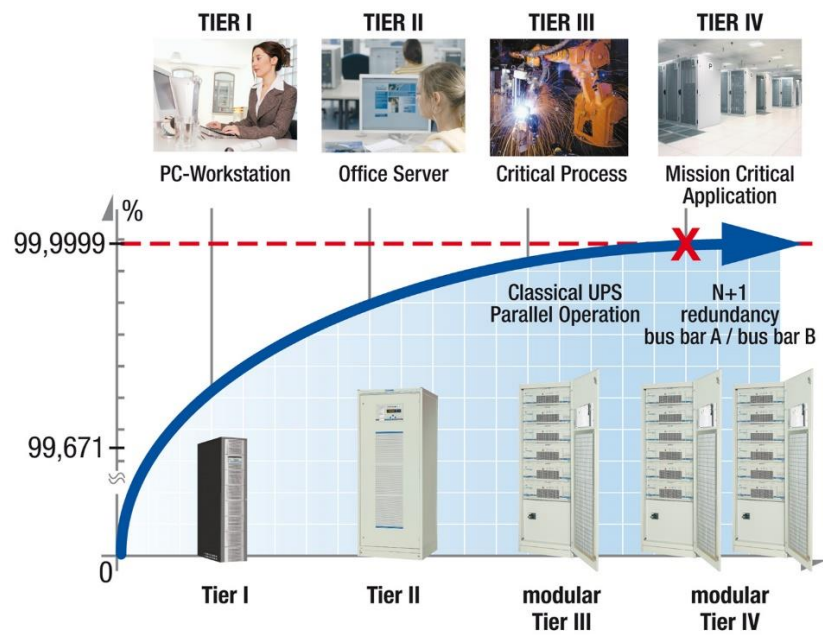 TIER I
TIER II
TIER III
TIER IV
PC-Workstation
Office Server
Critical Process
Mission Critical
Application
%
99,9999
X
Classical UPS
Parallel Operation
N+1
redundancy
bus bar A / bus bar B
99,671
0
Tier I
Tier II
modular
Tier III
modular
Tier IV